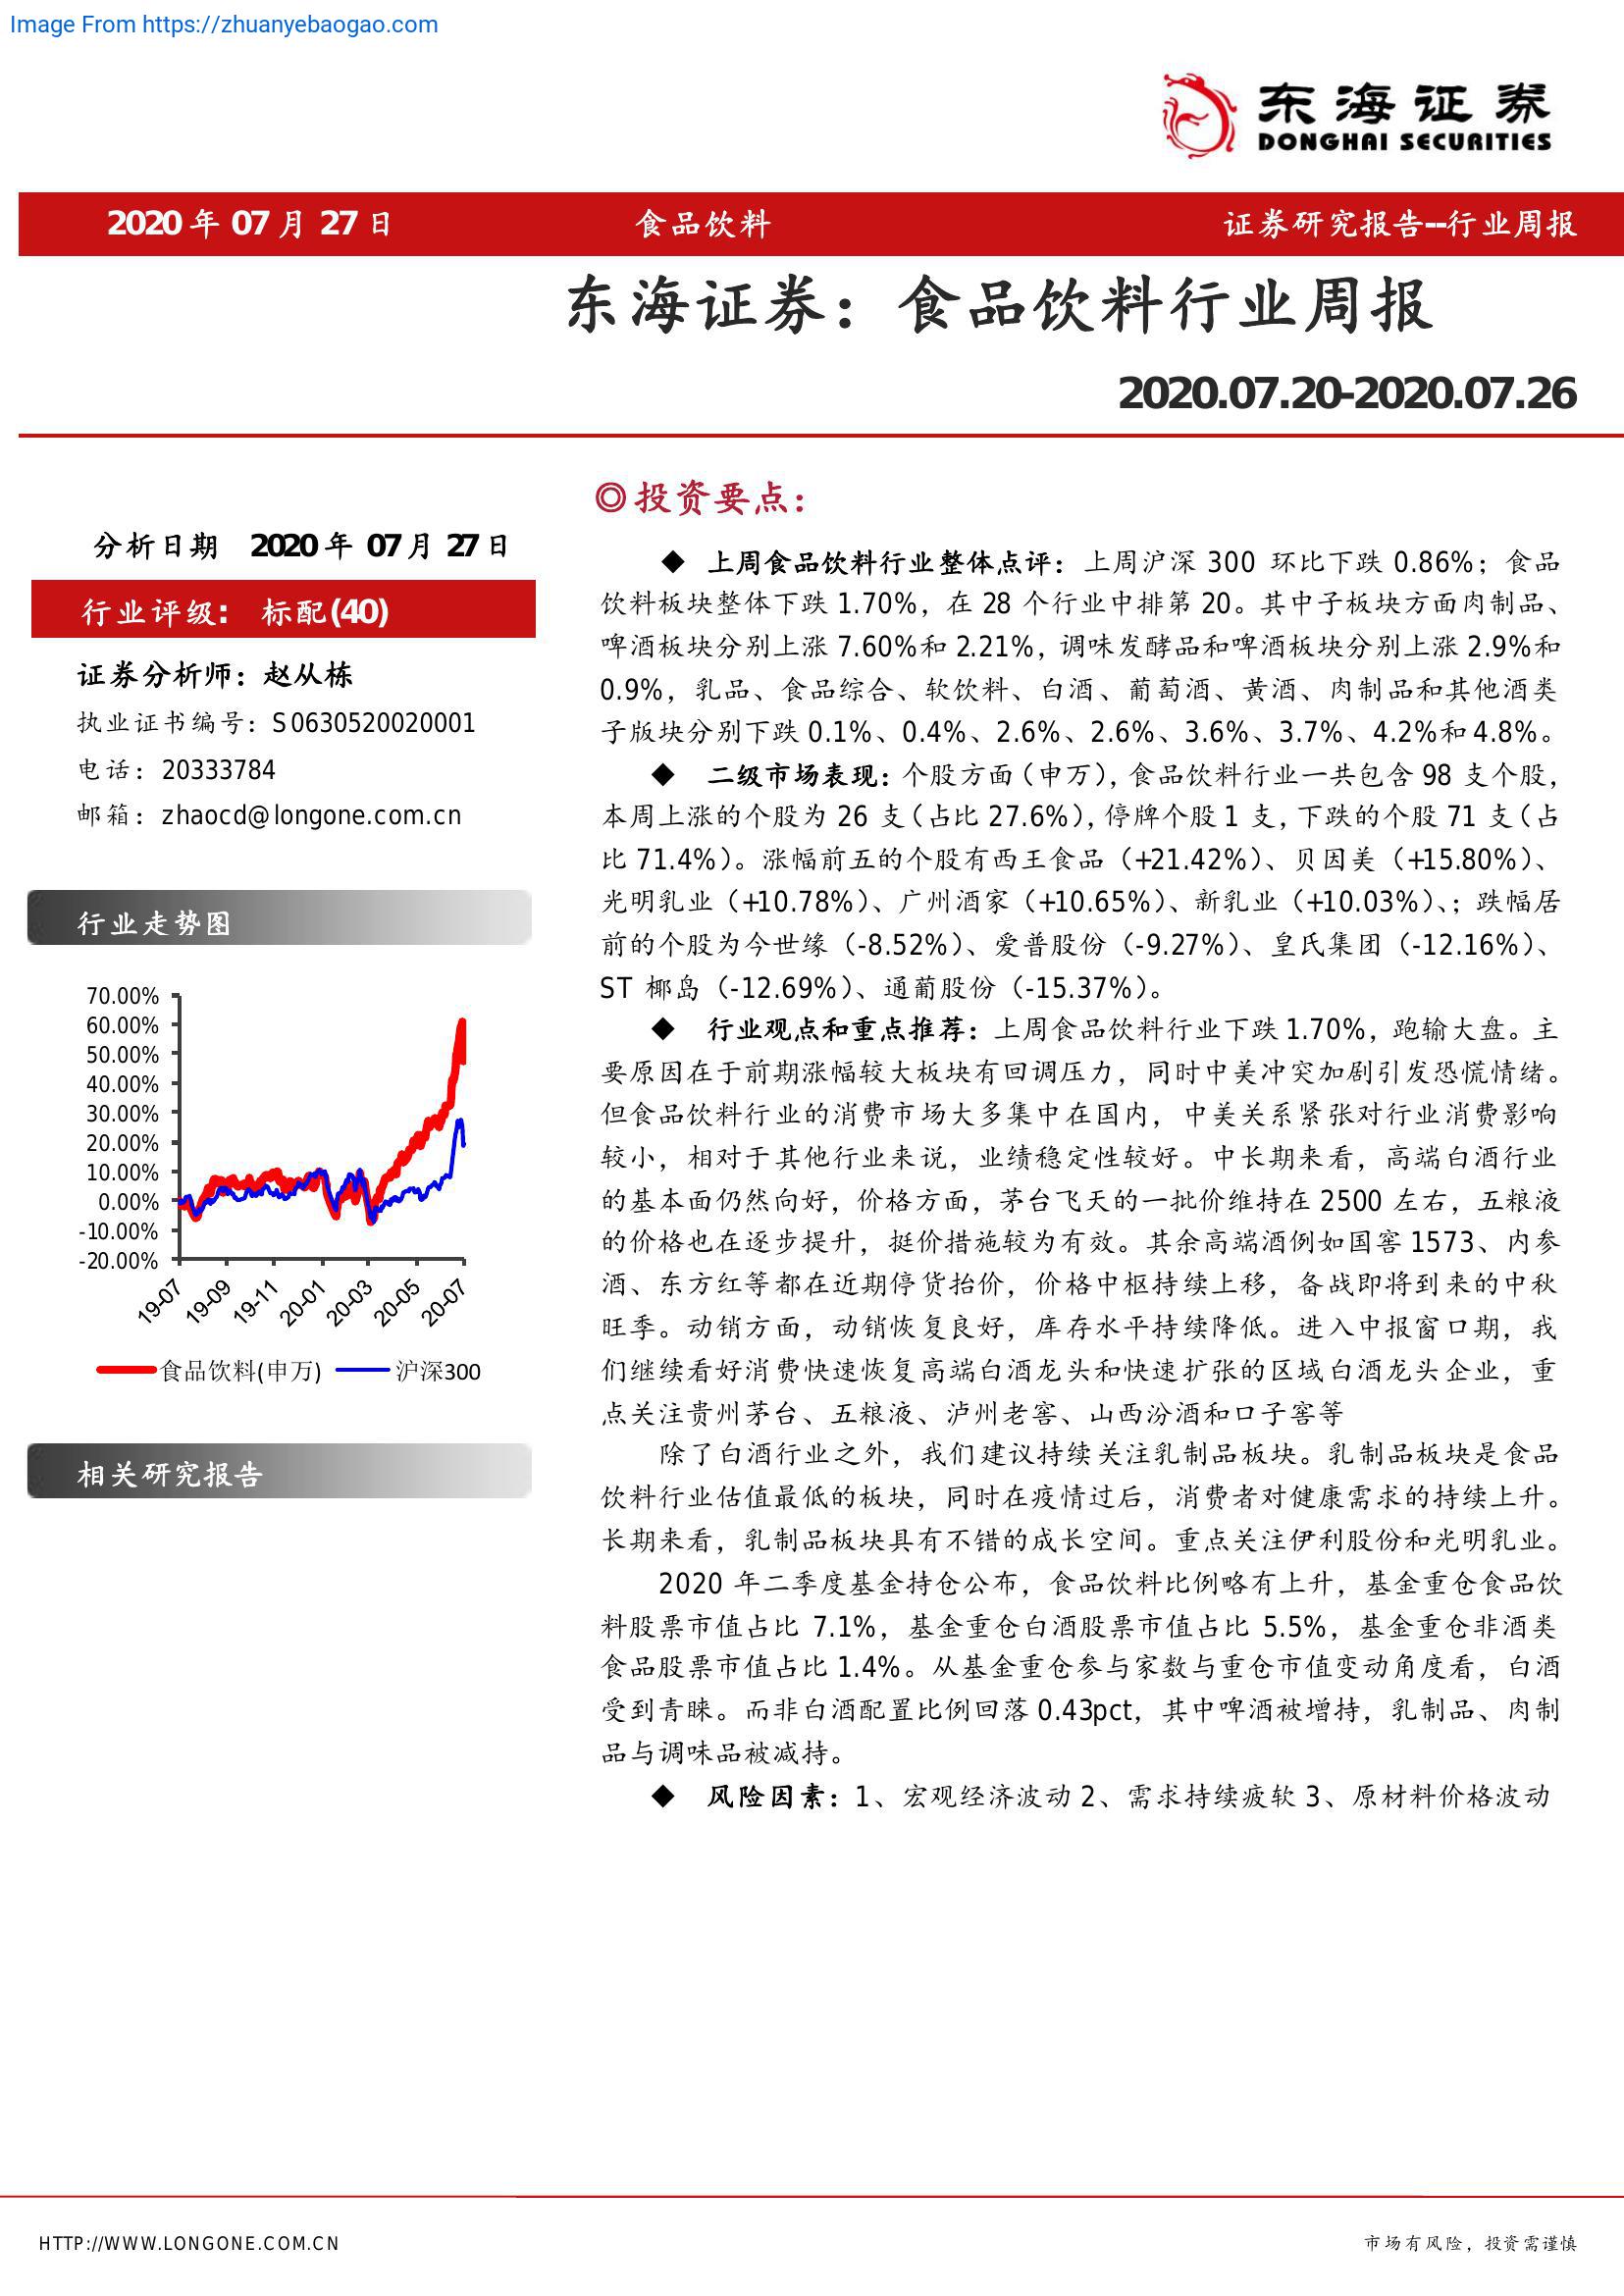 Image From https://zhuanyebaogao.com
东海证券
DONGHAI SECURITIES
2020 年 07 月 27 日 食品饮料 证券研究报告--行业周报
东海证券：食品饮料行业周报
2020.07.20-2020.07.26
分析日期 2020 年 07 月 27 日
行业评级: 标配(40)
证券分析师：赵从栋
执业证书编号：S0630520020001
电话：20333784
邮箱：zhaocd@longone.com.cn
行业走势图
70.00%
60.00%
50.00%
40.00%
30.00%
20.00%
10.00%
0.00%
-10.00%
-20.00%
19-07 19-09 19-11 20-01 20-03 20-05 20-07
食品饮料(申万) 沪深300
相关研究报告
◎投资要点：
◆ 上周食品饮料行业整体点评：上周沪深 300 环比下跌 0.86%；食品
饮料板块整体下跌 1.70%，在 28 个行业中排第 20。其中子板块方面肉制品、
啤酒板块分别上涨 7.60%和 2.21%，调味发酵品和啤酒板块分别上涨 2.9%和
0.9%，乳品、食品综合、软饮料、白酒、葡萄酒、黄酒、肉制品和其他酒类
子版块分别下跌 0.1%、0.4%、2.6%、2.6%、3.6%、3.7%、4.2%和 4.8%。
◆ 二级市场表现：个股方面（申万），食品饮料行业一共包含 98 支个股，
本周上涨的个股为 26 支（占比 27.6%），停牌个股 1 支，下跌的个股 71 支（占
比 71.4%）。涨幅前五的个股有西王食品（+21.42%）、贝因美（+15.80%）、
光明乳业（+10.78%）、广州酒家（+10.65%）、新乳业（+10.03%）、；跌幅居
前的个股为今世缘（-8.52%）、爱普股份（-9.27%）、皇氏集团（-12.16%）、
ST 椰岛（-12.69%）、通葡股份（-15.37%）。
◆ 行业观点和重点推荐：上周食品饮料行业下跌 1.70%，跑输大盘。主
要原因在于前期涨幅较大板块有回调压力，同时中美冲突加剧引发恐慌情绪。
但食品饮料行业的消费市场大多集中在国内，中美关系紧张对行业消费影响
较小，相对于其他行业来说，业绩稳定性较好。中长期来看，高端白酒行业
的基本面仍然向好，价格方面，茅台飞天的一批价维持在 2500 左右，五粮液
的价格也在逐步提升，挺价措施较为有效。其余高端酒例如国窖 1573、内参
酒、东方红等都在近期停货抬价，价格中枢持续上移，备战即将到来的中秋
旺季。动销方面，动销恢复良好，库存水平持续降低。进入中报窗口期，我
们继续看好消费快速恢复高端白酒龙头和快速扩张的区域白酒龙头企业，重
点关注贵州茅台、五粮液、泸州老窖、山西汾酒和口子窖等
除了白酒行业之外，我们建议持续关注乳制品板块。乳制品板块是食品
饮料行业估值最低的板块，同时在疫情过后，消费者对健康需求的持续上升。
长期来看，乳制品板块具有不错的成长空间。重点关注伊利股份和光明乳业。
2020 年二季度基金持仓公布，食品饮料比例略有上升，基金重仓食品饮
料股票市值占比 7.1%，基金重仓白酒股票市值占比 5.5%，基金重仓非酒类
食品股票市值占比 1.4%。从基金重仓参与家数与重仓市值变动角度看，白酒
受到青睐。而非白酒配置比例回落 0.43pct，其中啤酒被增持，乳制品、肉制
品与调味品被减持。
◆ 风险因素：1、宏观经济波动 2、需求持续疲软 3、原材料价格波动
HTTP://WWW.LONGONE.COM.CN 市场有风险，投资需谨慎